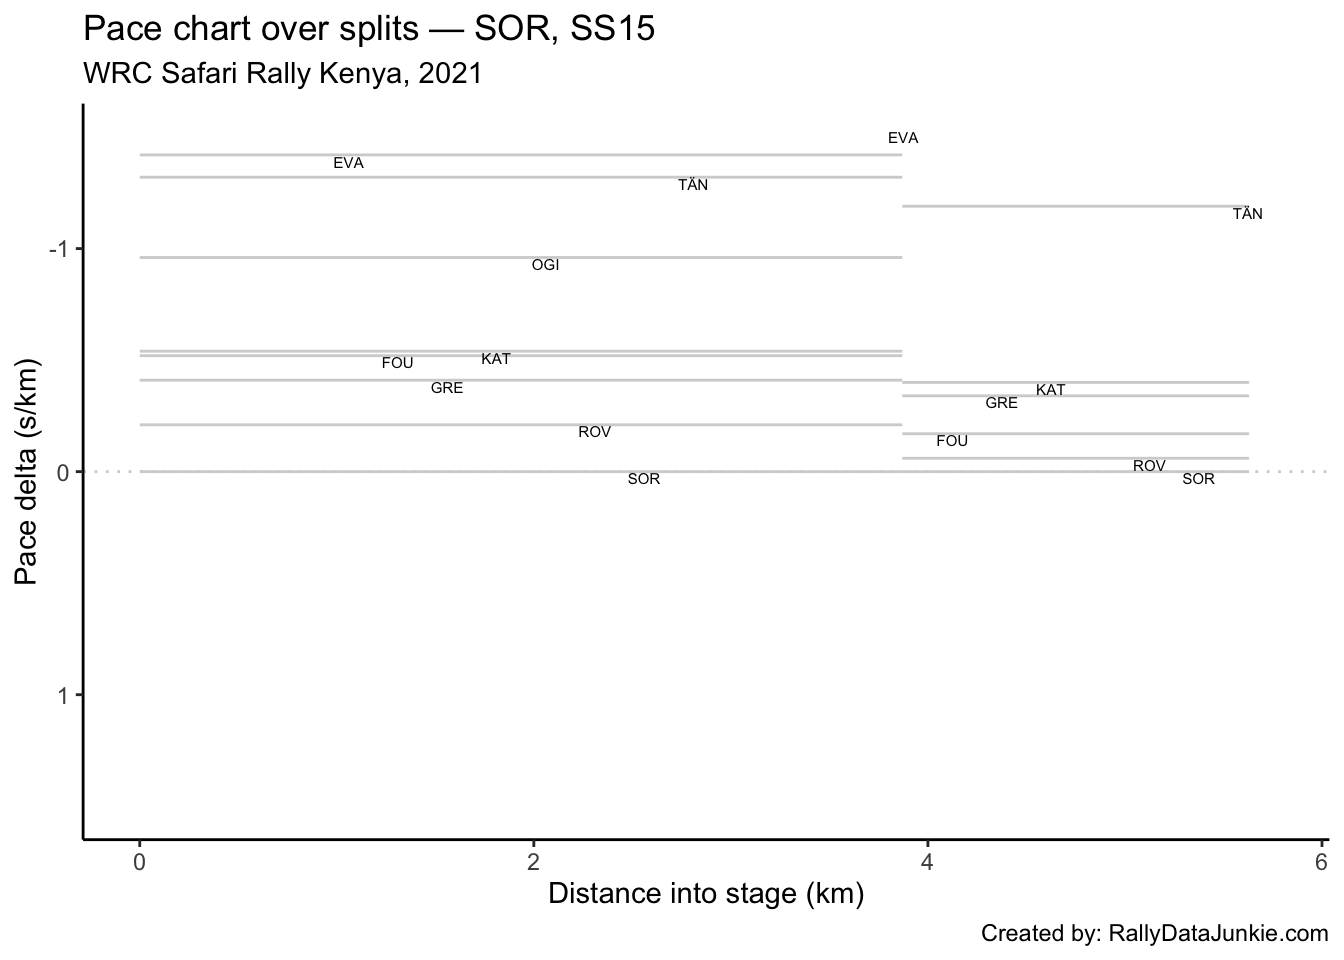 Pace chart over splits — SOR, SS15
WRC Safari Rally Kenya, 2021
EVA
EVA
TÄN
TÄN
-1
OGI
FOU
KAT
GRE
KAT
GRE
ROV
FOU
ROV
0
SOR
SOR
Pace delta (s/km)
1
0
2
4
6
Distance into stage (km)
Created by: RallyDataJunkie.com